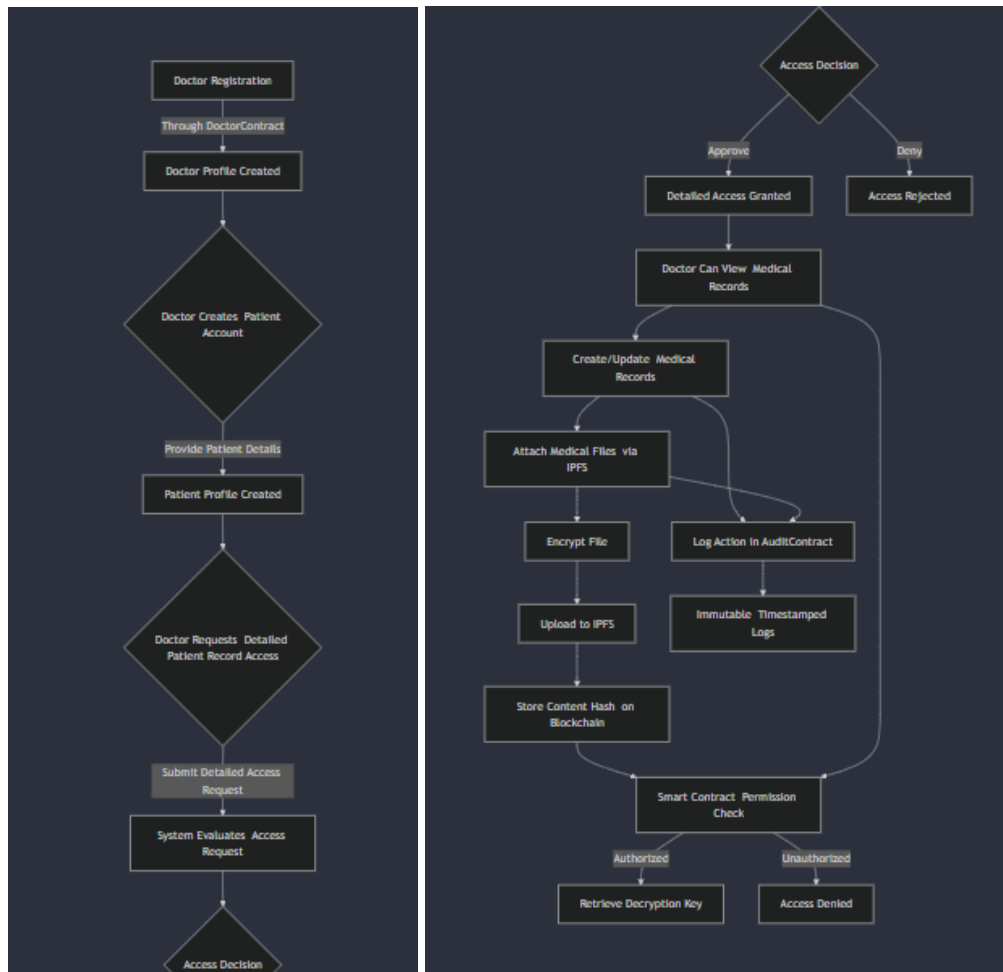 Doctor Registration
Through DoctorContract
Doctor Profile Created
Doctor Creates Patient
Account
Provide Patient Details
Patient Profile Created
Doctor Requests Detailed
Patient Record Access
Submit Detailed Access
Request
System Evaluates Access
Request
Access Decision
Access Decision
Approve
Deny
Detailed Access Granted
Access Rejected
Doctor Can View Medical
Records
Create/Update Medical
Records
Attach Medical Files via
IPFS
Encrypt File
Log Action in AuditContract
Upload to IPFS
Immutable Timestamped
Logs
Store Content Hash on
Blockchain
Smart Contract Permission
Check
Authorized
Unauthorized
Retrieve Decryption Key
Access Denied